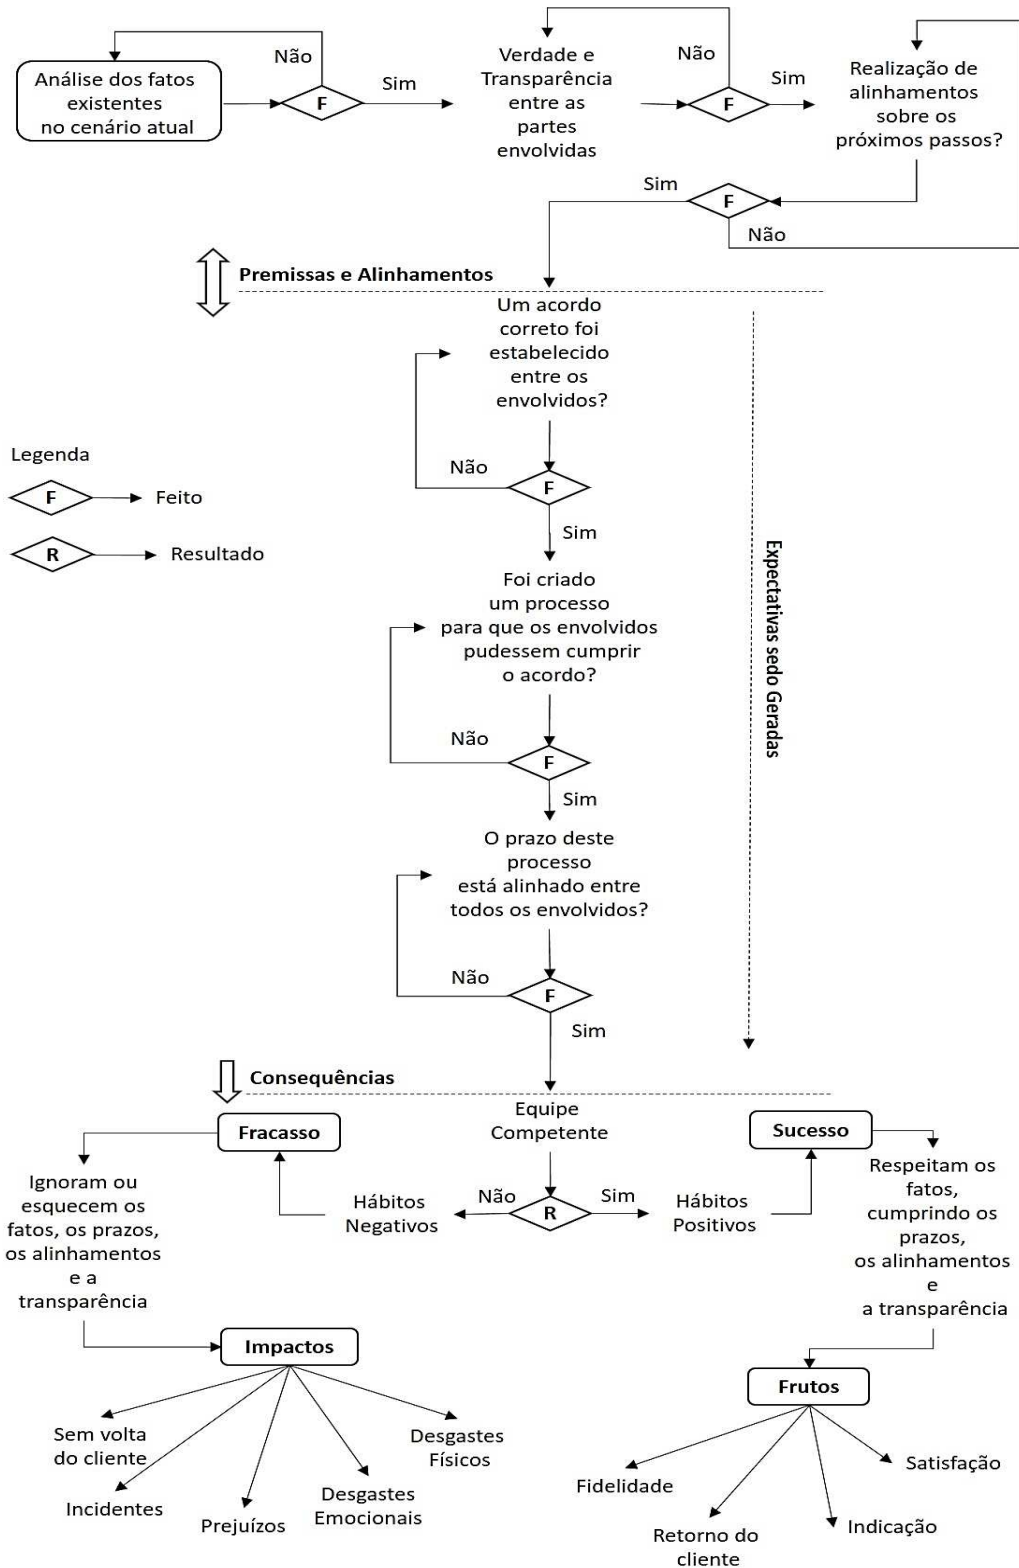 Análise dos fatos
existentes
no cenário atual
Não
F
Sim
Verdade e
Transparência
entre as
partes
envolvidas
Não
F
Sim
Realização de
alinhamentos
sobre os
próximos passos?
Sim
F
Não
Premissas e Alinhamentos
Um acordo
correto foi
estabelecido
entre os
envolvidos?
Não
F
Sim
Legenda
F
Feito
R
Resultado
Foi criado
um processo
para que os envolvidos
pudessem cumprir
o acordo?
Não
F
Sim
Expectativas sedo Geradas
O prazo deste
processo
está alinhado entre
todos os envolvidos?
Não
F
Sim
Consequências
Equipe
Competente
Fracasso
Sucesso
Não
R
Sim
Hábitos
Negativos
Hábitos
Positivos
Ignoram ou
esquecem os
fatos, os prazos,
os alinhamentos
e a
transparência
Respeitam os
fatos,
cumprindo os
prazos,
os alinhamentos
e
a transparência
Impactos
Sem volta
do cliente
Incidentes
Prejuízos
Desgastes
Emocionais
Desgastes
Físicos
Frutos
Fidelidade
Retorno do
cliente
Indicação
Satisfação